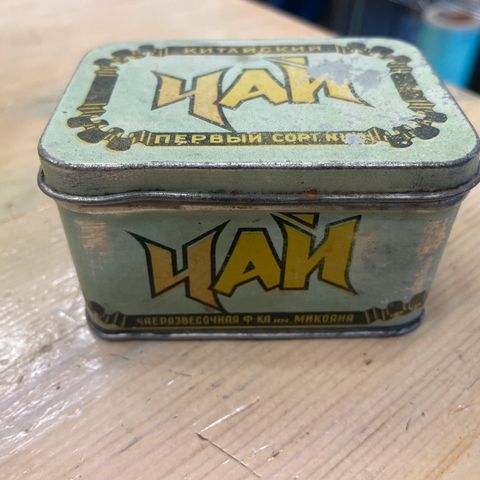 КИТАЙСКИЙ
ЧАЙ
ПЕРВЫЙ СОРТ
ЧАЙ
ЧАЕРАЗВЕСОЧНАЯ Ф-КА им. МИКОЯНА